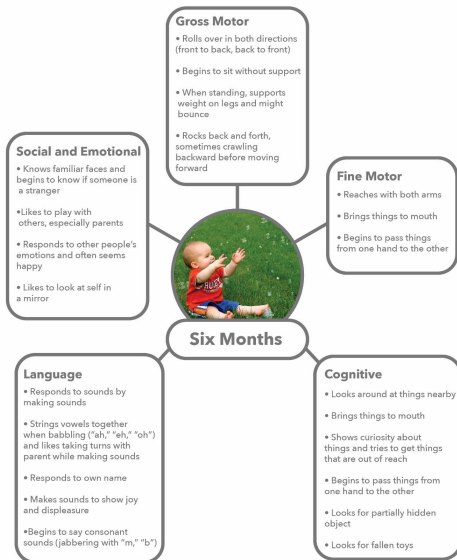 Gross Motor
• Rolls over in both directions
(front to back, back to front)
• Begins to sit without support
• When standing, supports
weight on legs and might
bounce
• Rocks back and forth,
sometimes crawling
backward before moving
forward
Social and Emotional
• Knows familiar faces and
begins to know if someone is
a stranger
•Likes to play with
others, especially parents
• Responds to other people's
emotions and often seems
happy
• Likes to look at self in
a mirror
Fine Motor
• Reaches with both arms
• Brings things to mouth
• Begins to pass things
from one hand to the other
Six Months
Language
• Responds to sounds by
making sounds
• Strings vowels together
when babbling ("ah," "eh," "oh")
and likes taking turns with
parent while making sounds
• Responds to own name
• Makes sounds to show joy
and displeasure
•Begins to say consonant
sounds (jabbering with "m," "b")
Cognitive
• Looks around at things nearby
• Brings things to mouth
• Shows curiosity about
things and tries to get things
that are out of reach
• Begins to pass things from
one hand to the other
• Looks for partially hidden
object
• Looks for fallen toys